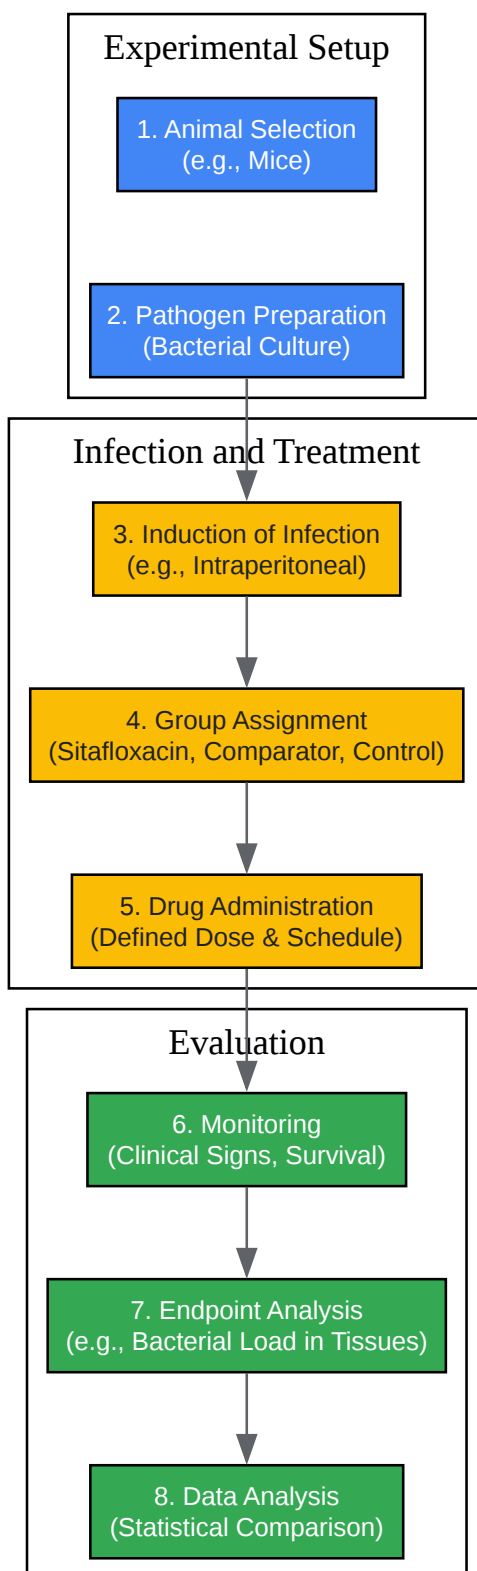 Experimental Setup
1. Animal Selection
(e.g., Mice)
2. Pathogen Preparation
(Bacterial Culture)
Infection and Treatment
3. Induction of Infection
(e.g., Intraperitoneal)
4. Group Assignment
(Sitafloxacin, Comparator, Control)
5. Drug Administration
(Defined Dose & Schedule)
Evaluation
6. Monitoring
(Clinical Signs, Survival)
7. Endpoint Analysis
(e.g., Bacterial Load in Tissues)
8. Data Analysis
(Statistical Comparison)